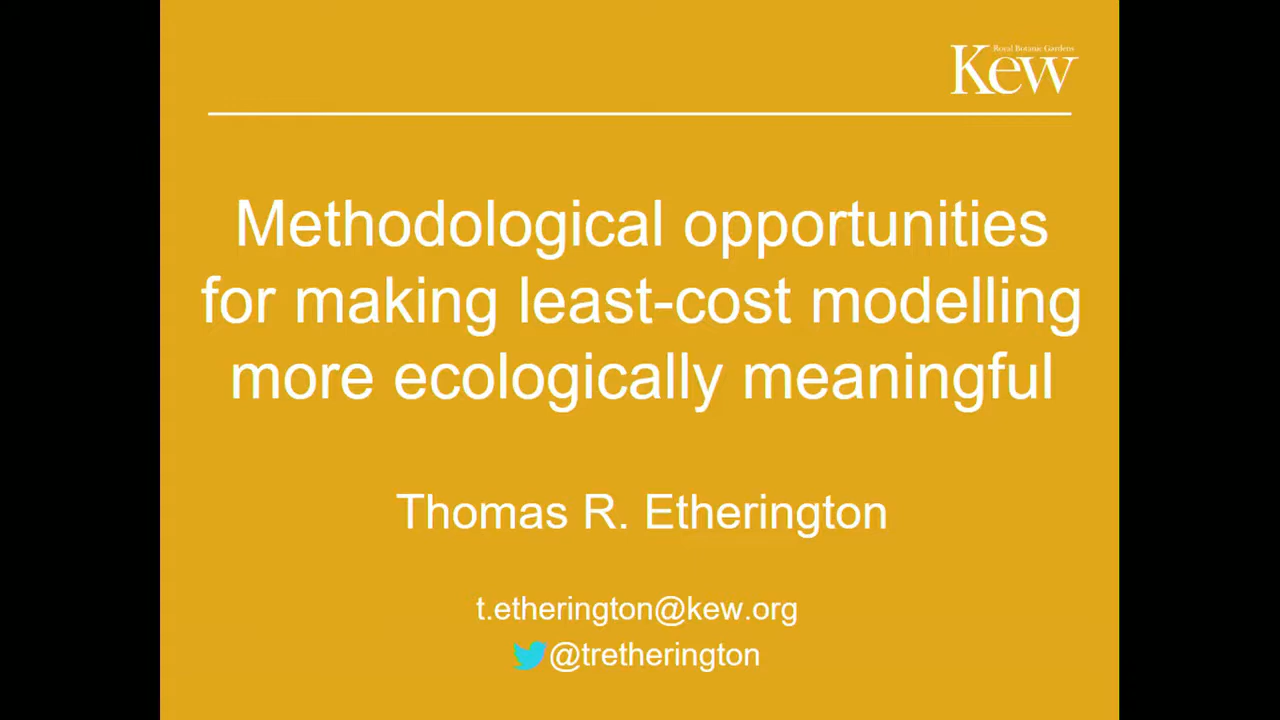 Royal Botanic Gardens
Kew
Methodological opportunities
for making least-cost modelling
more ecologically meaningful
Thomas R. Etherington
t.etherington@kew.org
@tretherington